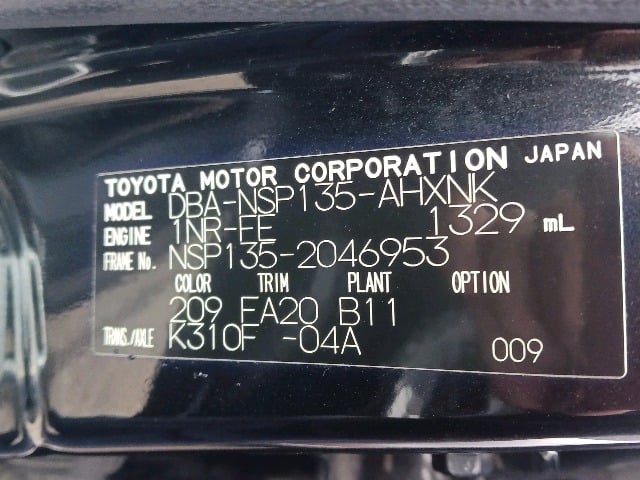 TOYOTA MOTOR CORPORATION JAPAN
MODEL DBA-NSP135-AHXNK
ENGINE 1NR-FE 1329 mL
FRAME No. NSP135-2046953
COLOR TRIM PLANT OPTION
209 FA20 B11
TRANS./AXLE K310F -04A 009